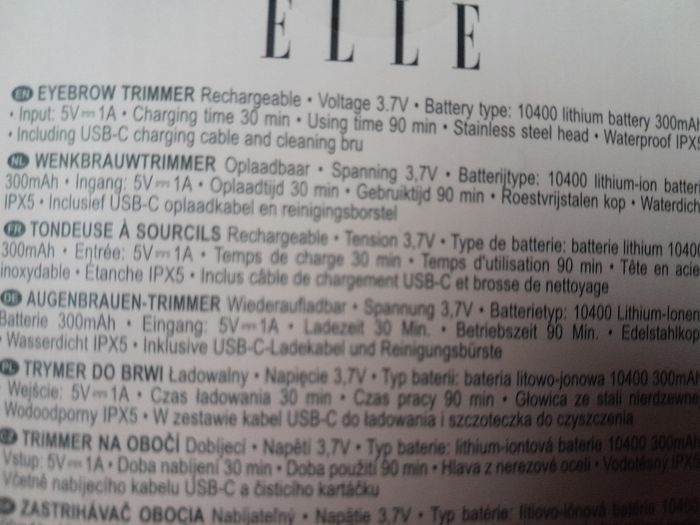 ELLE
EN EYEBROW TRIMMER Rechargeable • Voltage 3.7V • Battery type: 10400 lithium battery 300mAh
• Input: 5V⎓1A • Charging time 30 min • Using time 90 min • Stainless steel head • Waterproof IPX5
• Including USB-C charging cable and cleaning bru
NL WENKBRAUWTRIMMER Oplaadbaar • Spanning 3,7V • Batterijtype: 10400 lithium-ion batteri
300mAh • Ingang: 5V⎓1A • Oplaadtijd 30 min • Gebruiktijd 90 min • Roestvrijstalen kop • Waterdich
IPX5 • Inclusief USB-C oplaadkabel en reinigingsborstel
FR TONDEUSE À SOURCILS Rechargeable • Tension 3,7V • Type de batterie: batterie lithium 10400
300mAh • Entrée: 5V⎓1A • Temps de charge 30 min • Temps d'utilisation 90 min • Tête en acie
inoxydable • Étanche IPX5 • Inclus câble de chargement USB-C et brosse de nettoyage
DE AUGENBRAUEN-TRIMMER Wiederaufladbar • Spannung 3,7V • Batterietyp: 10400 Lithium-Ionen
Batterie 300mAh • Eingang: 5V⎓1A • Ladezeit 30 Min. • Betriebszeit 90 Min. • Edelstahlkop
• Wasserdicht IPX5 • Inklusive USB-C-Ladekabel und Reinigungsbürste
PL TRYMER DO BRWI Ładowalny • Napięcie 3,7V • Typ baterii: bateria litowo-jonowa 10400 300mAh
• Wejście: 5V⎓1A • Czas ładowania 30 min • Czas pracy 90 min • Głowica ze stali nierdzewne
Wodoodporny IPX5 • W zestawie kabel USB-C do ładowania i szczoteczka do czyszczenia
TRIMMER NA OBOČÍ Dobíjecí • Napětí 3,7V • Typ baterie: lithium-iontová baterie 10400 300mAh
Vstup: 5V⎓1A • Doba nabíjení 30 min • Doba použití 90 min • Hlava z nerezové oceli • Vodotěsný IPX5
Včetně nabíjecího kabelu USB-C a čisticího kartáčku
ZASTRIHÁVAČ OBOČIA Nabíjateľný • Napätie 3,7V • Typ batérie: lítiovo-iónová batéria 10400